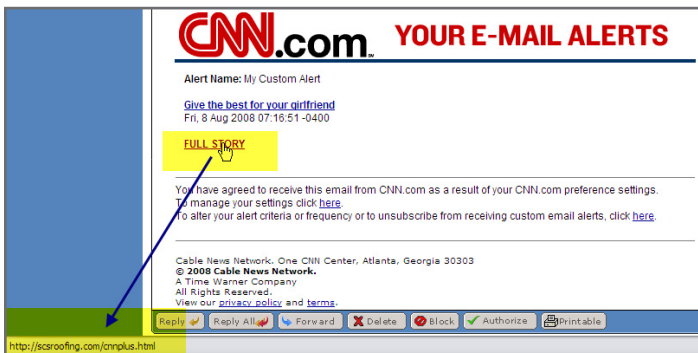 CNN.com YOUR E-MAIL ALERTS
Alert Name: My Custom Alert
Give the best for your girlfriend
Fri, 8 Aug 2008 07:16:51 -0400
FULL STORY
You have agreed to receive this email from CNN.com as a result of your CNN.com preference settings.
To manage your settings click here.
To alter your alert criteria or frequency or to unsubscribe from receiving custom email alerts, click here.
Cable News Network. One CNN Center, Atlanta, Georgia 30303
© 2008 Cable News Network.
A Time Warner Company
All Rights Reserved.
View our privacy policy and terms.
Reply Reply All Forward Delete Block Authorize Printable
http://scsroofing.com/cnnplus.html